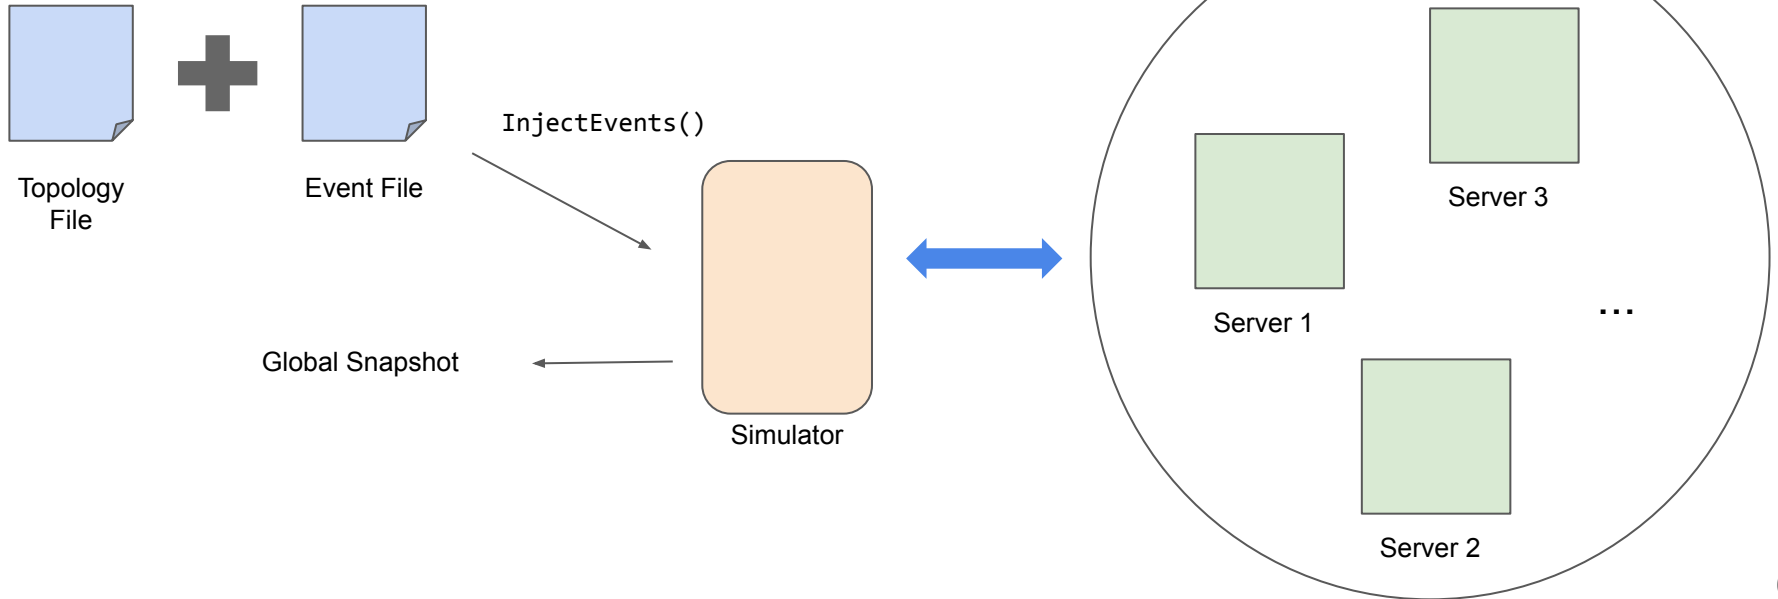 Topology
File
Event File
InjectEvents()
Simulator
Global Snapshot
Server 1
Server 2
Server 3
...